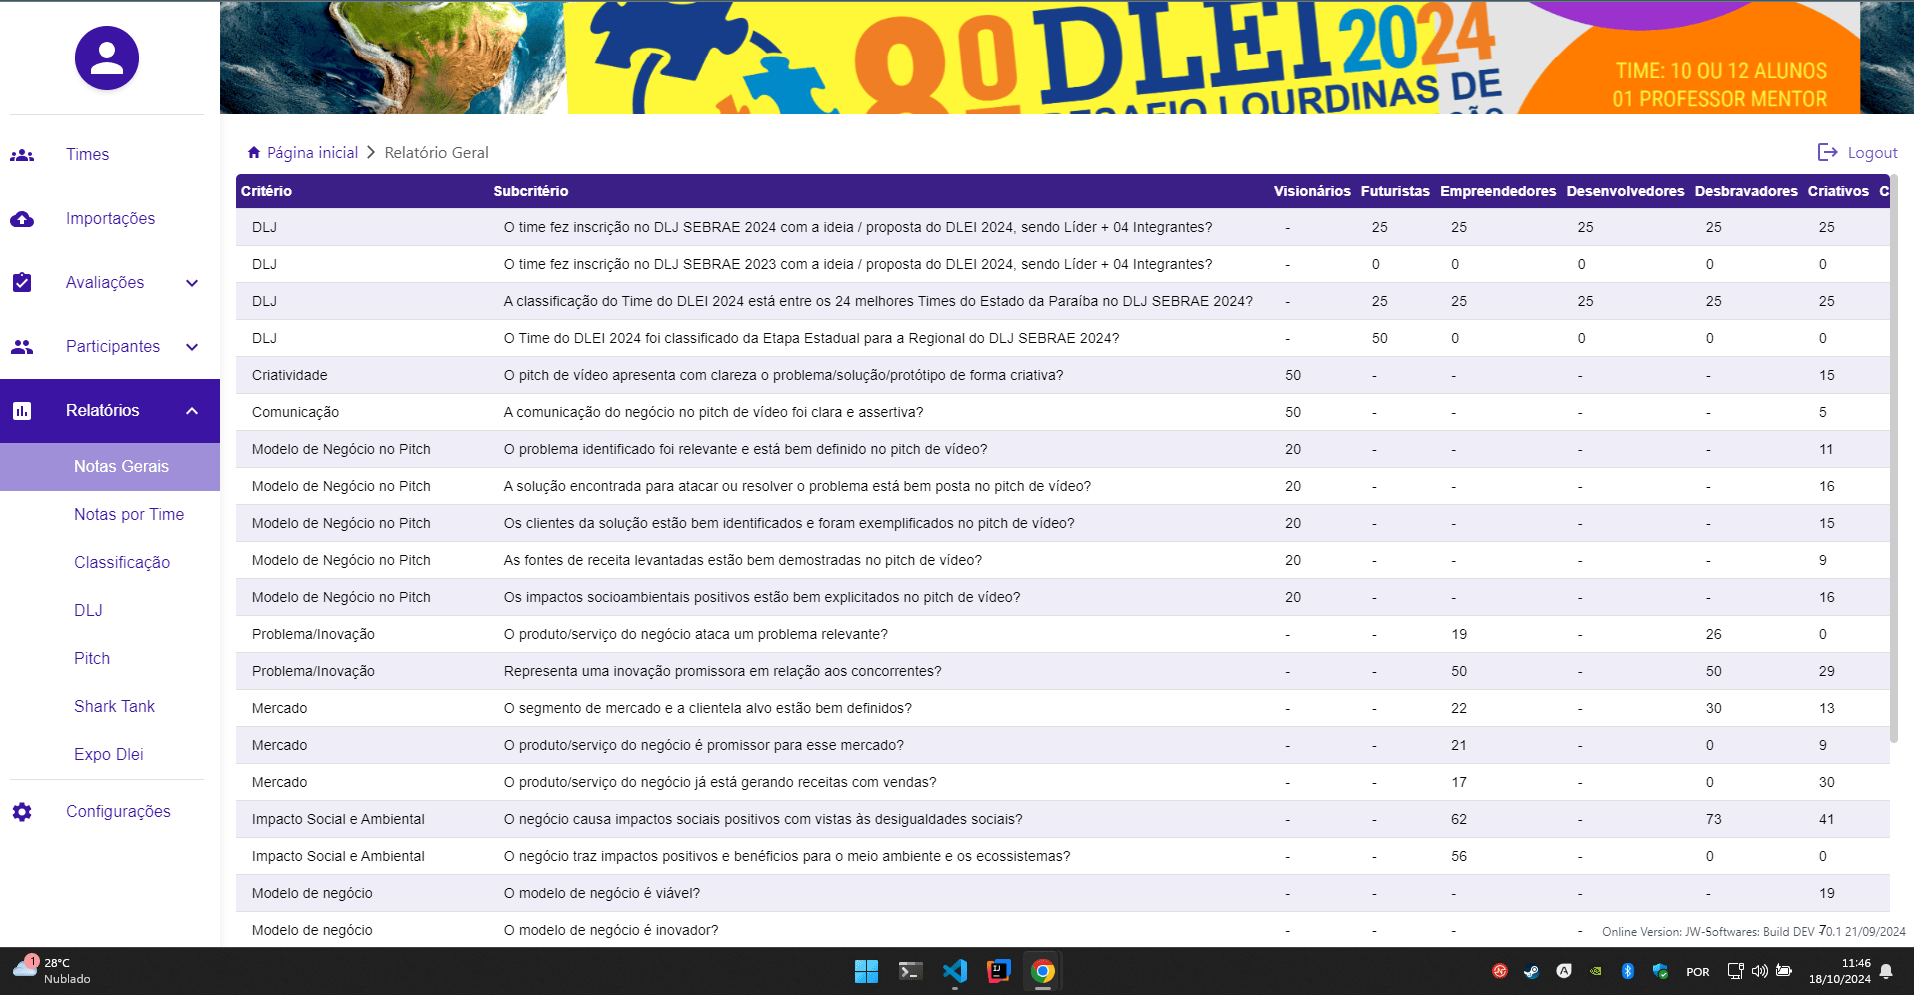 8º DLEI 2024
DESAFIO LOURDINAS DE
TIME: 10 OU 12 ALUNOS
01 PROFESSOR MENTOR
Página inicial > Relatório Geral
Logout
Times
Importações
Avaliações
Participantes
Relatórios
Notas Gerais
Notas por Time
Classificação
DLJ
Pitch
Shark Tank
Expo Dlei
Configurações
Critério Subcritério Visionários Futuristas Empreendedores Desenvolvedores Desbravadores Criativos C
DLJ O time fez inscrição no DLJ SEBRAE 2024 com a ideia / proposta do DLEI 2024, sendo Líder + 04 Integrantes? - 25 25 25 25 25
DLJ O time fez inscrição no DLJ SEBRAE 2023 com a ideia / proposta do DLEI 2024, sendo Líder + 04 Integrantes? - 0 0 0 0 0
DLJ A classificação do Time do DLEI 2024 está entre os 24 melhores Times do Estado da Paraíba no DLJ SEBRAE 2024? - 25 25 25 25 25
DLJ O Time do DLEI 2024 foi classificado da Etapa Estadual para a Regional do DLJ SEBRAE 2024? - 50 0 0 0 0
Criatividade O pitch de vídeo apresenta com clareza o problema/solução/protótipo de forma criativa? 50 - - - - 15
Comunicação A comunicação do negócio no pitch de vídeo foi clara e assertiva? 50 - - - - 5
Modelo de Negócio no Pitch O problema identificado foi relevante e está bem definido no pitch de vídeo? 20 - - - - 11
Modelo de Negócio no Pitch A solução encontrada para atacar ou resolver o problema está bem posta no pitch de vídeo? 20 - - - - 16
Modelo de Negócio no Pitch Os clientes da solução estão bem identificados e foram exemplificados no pitch de vídeo? 20 - - - - 15
Modelo de Negócio no Pitch As fontes de receita levantadas estão bem demostradas no pitch de vídeo? 20 - - - - 9
Modelo de Negócio no Pitch Os impactos socioambientais positivos estão bem explicitados no pitch de vídeo? 20 - - - - 16
Problema/Inovação O produto/serviço do negócio ataca um problema relevante? - - 19 - 26 0
Problema/Inovação Representa uma inovação promissora em relação aos concorrentes? - - 50 - 50 29
Mercado O segmento de mercado e a clientela alvo estão bem definidos? - - 22 - 30 13
Mercado O produto/serviço do negócio é promissor para esse mercado? - - 21 - 0 9
Mercado O produto/serviço do negócio já está gerando receitas com vendas? - - 17 - 0 30
Impacto Social e Ambiental O negócio causa impactos sociais positivos com vistas às desigualdades sociais? - - 62 - 73 41
Impacto Social e Ambiental O negócio traz impactos positivos e benéficios para o meio ambiente e os ecossistemas? - - 56 - 0 0
Modelo de negócio O modelo de negócio é viável? - - - - - 19
Modelo de negócio O modelo de negócio é inovador? - - - - - 7
Online Version: JW-Softwares: Build DEV 21/09/2024
1
28°C
Nublado
POR
11:46
18/10/2024